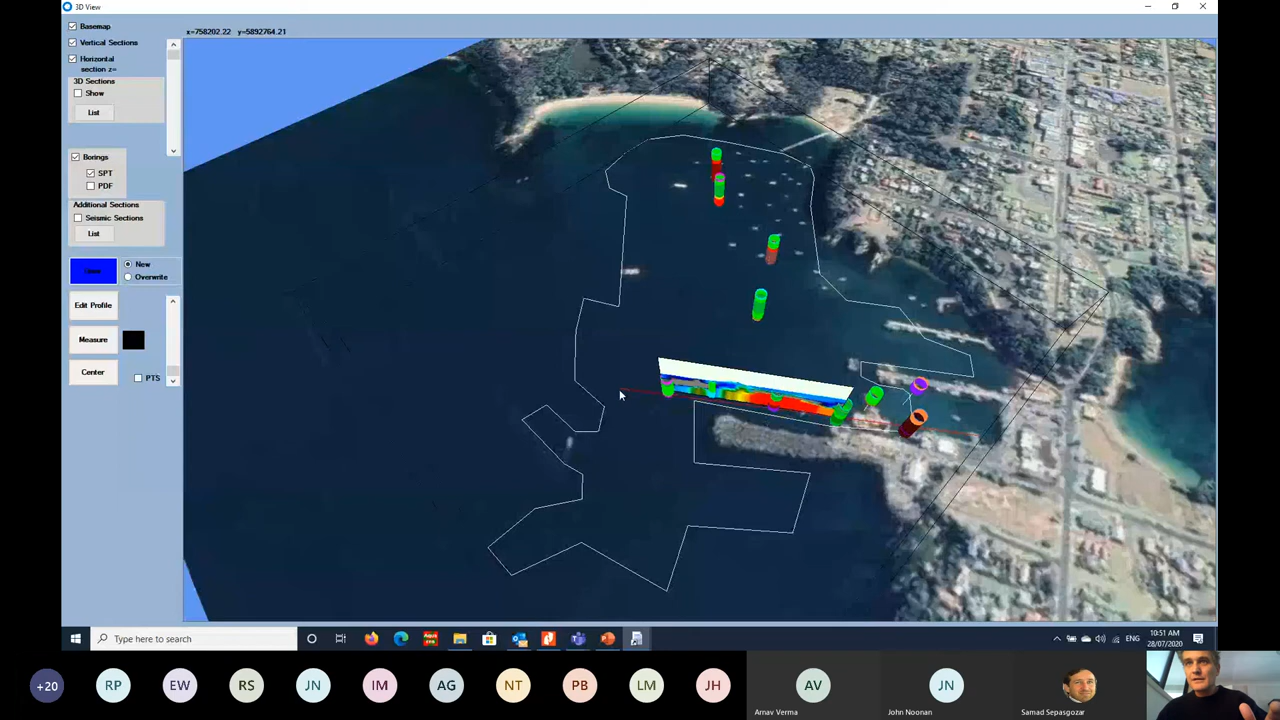 3D View
Basemap
x=758202.22 y=5892764.21
Vertical Sections
Horizontal
section z=
3D Sections
Show
List
Borings
SPT
PDF
Additional Sections
Seismic Sections
List
New
Overwrite
Edit Profile
Measure
Center
PTS
Type here to search
ENG
10:51 AM
28/07/2020
+20
RP
EW
RS
JN
IM
AG
NT
PB
LM
JH
AV
JN
Arnav Verma
John Noonan
Samad Sepasgozar